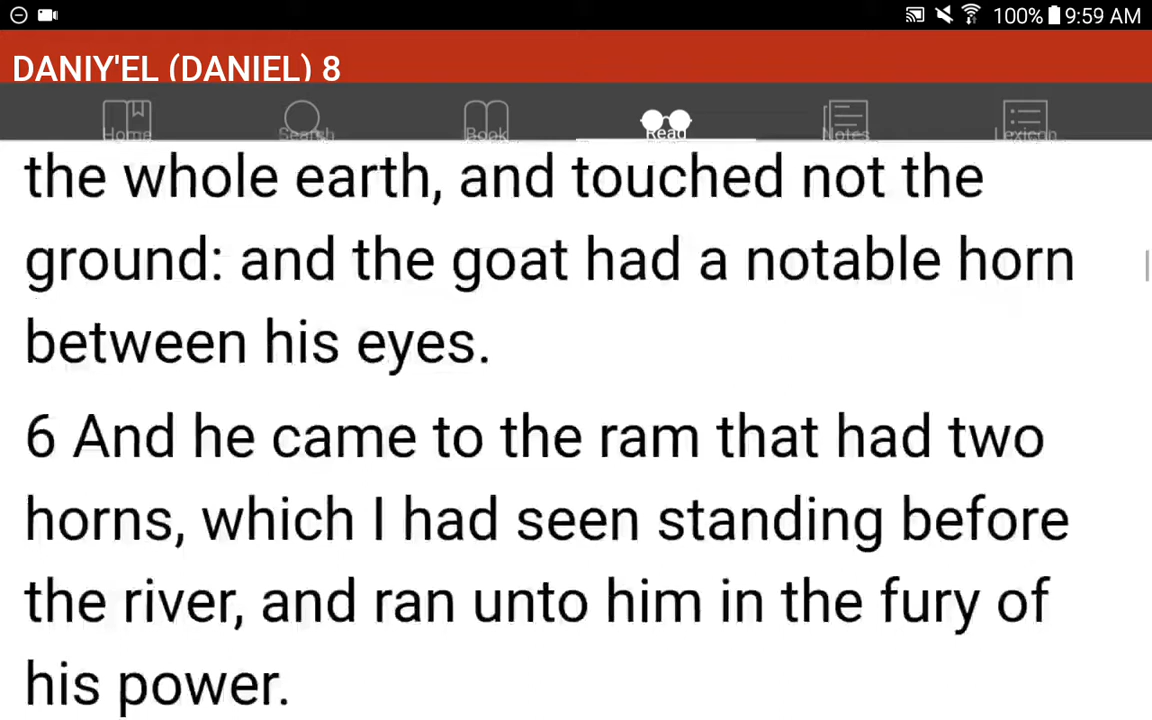 100% 9:59 AM
DANIY'EL (DANIEL) 8
Home Search Book Read Notes Lexicon
the whole earth, and touched not the
ground: and the goat had a notable horn
between his eyes.
6 And he came to the ram that had two
horns, which I had seen standing before
the river, and ran unto him in the fury of
his power.